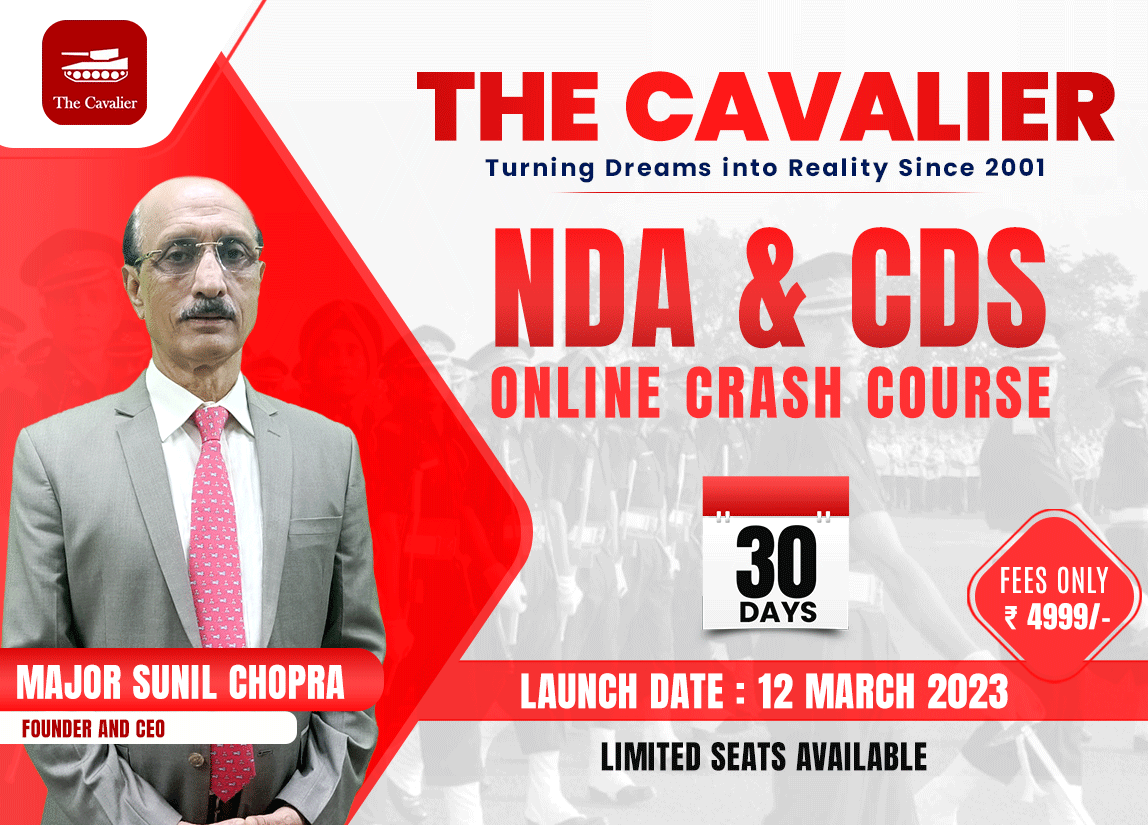 The Cavalier
THE CAVALIER
Turning Dreams into Reality Since 2001
NDA & CDS
ONLINE CRASH COURSE
30
DAYS
FEES ONLY
₹ 4999/-
MAJOR SUNIL CHOPRA
FOUNDER AND CEO
LAUNCH DATE : 12 MARCH 2023
LIMITED SEATS AVAILABLE